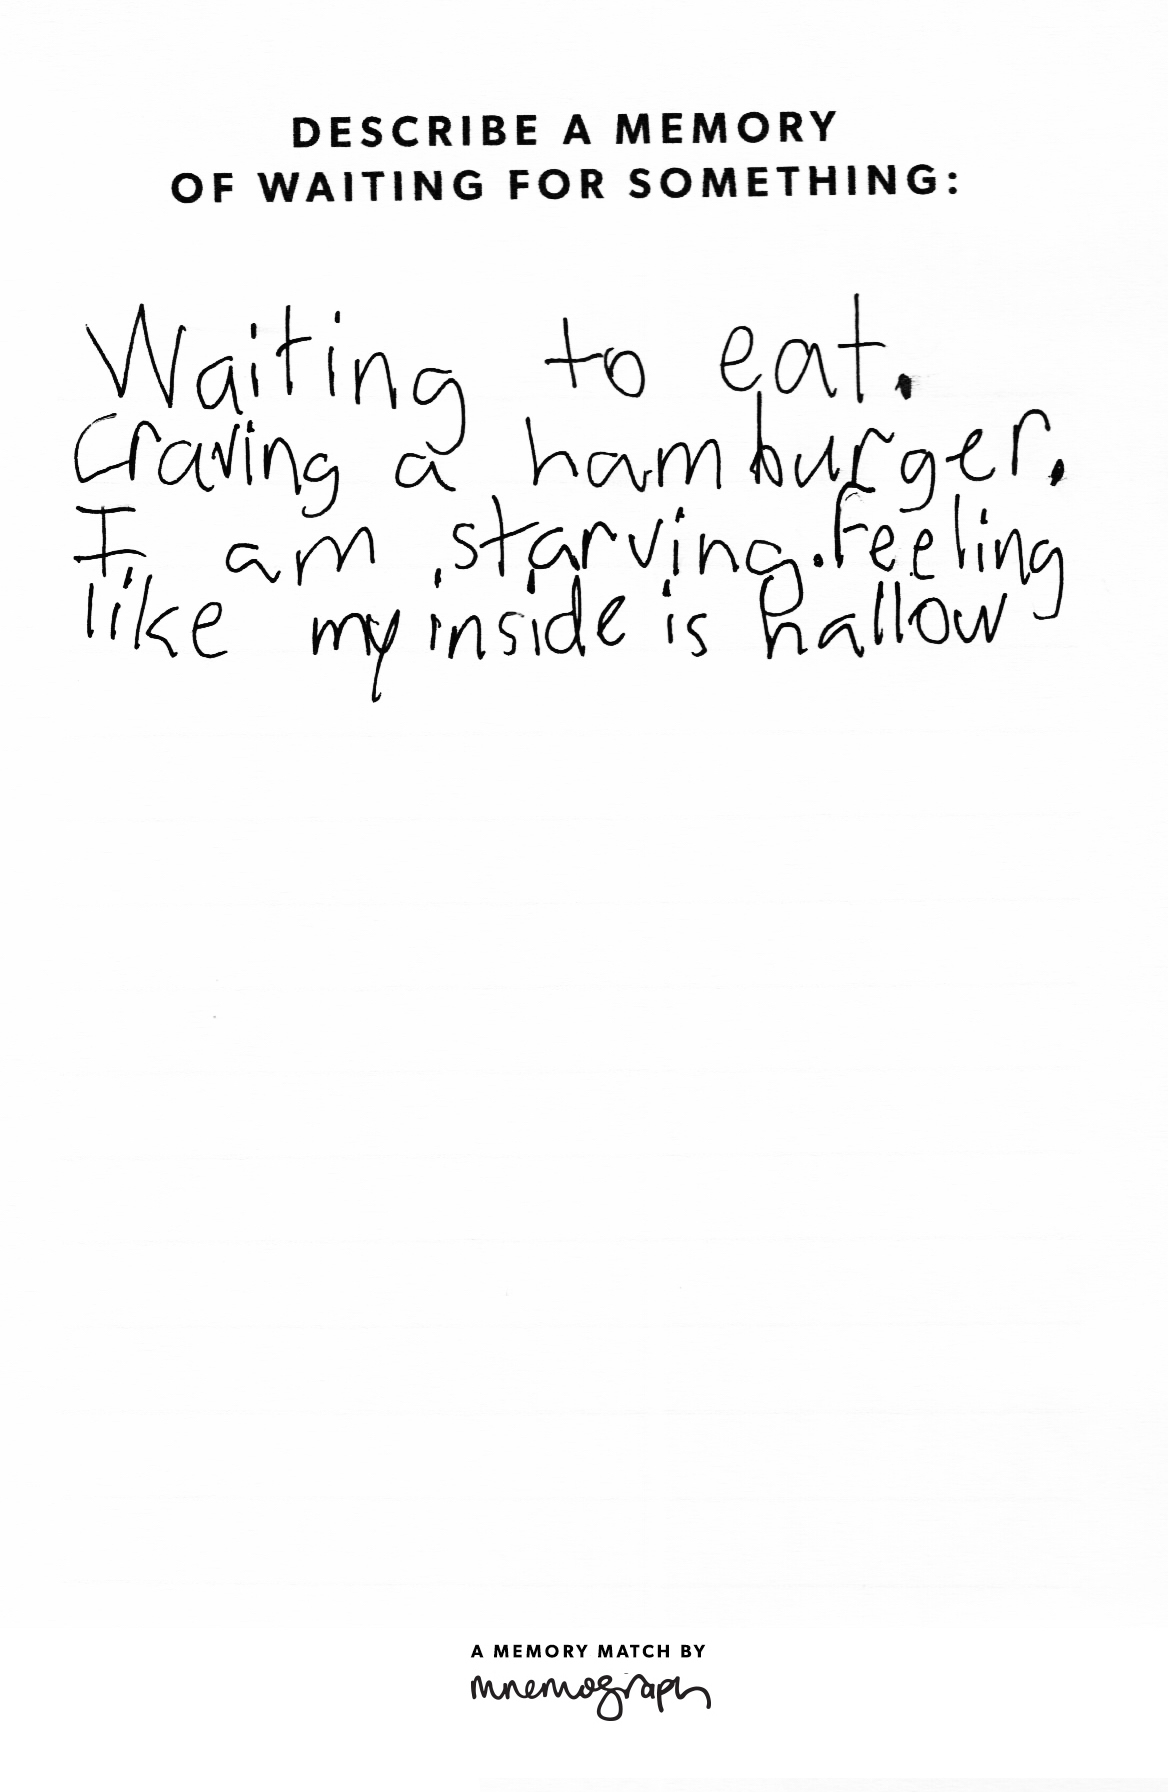 DESCRIBE A MEMORY
OF WAITING FOR SOMETHING:
Waiting to eat.
Craving a hamburger.
I am starving. Feeling
like my inside is hallow
A MEMORY MATCH BY
mnemograph